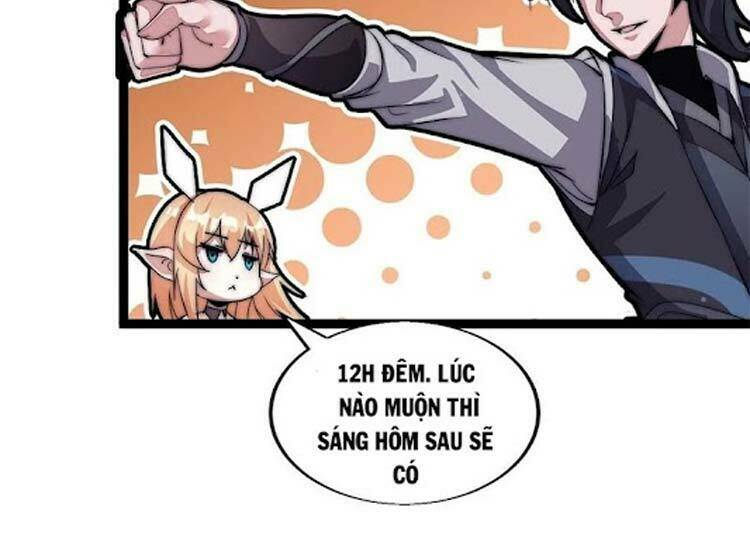 12H ĐÊM. LÚC
NÀO MUỘN THÌ
SÁNG HÔM SAU SẼ
CÓ